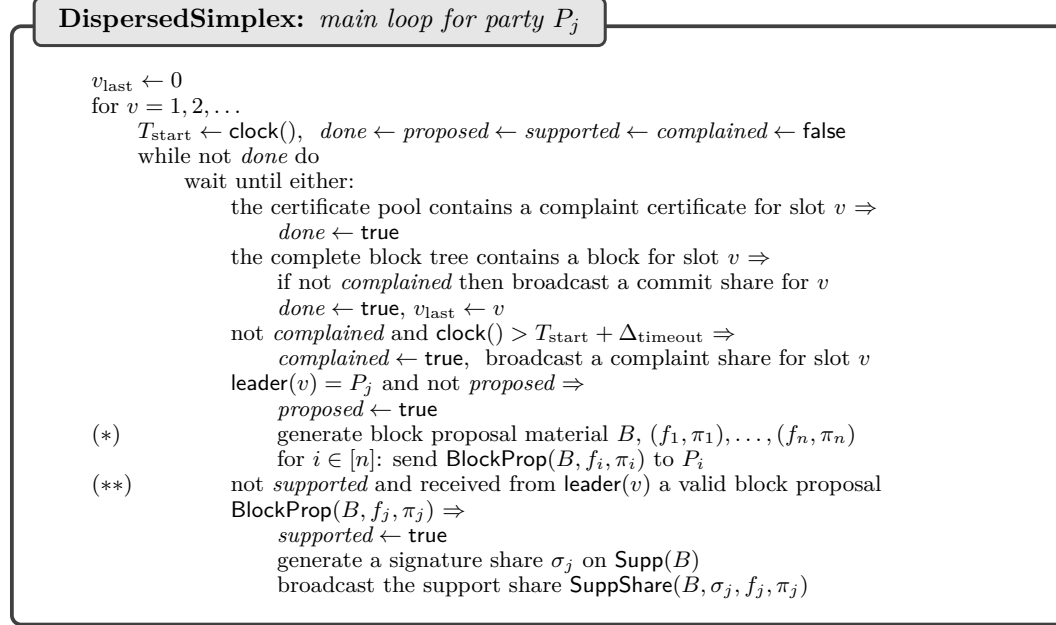 DispersedSimplex: main loop for party P_j
v_last ← 0
for v = 1, 2, . . .
T_start ← clock(), done ← proposed ← supported ← complained ← false
while not done do
wait until either:
the certificate pool contains a complaint certificate for slot v ⇒
done ← true
the complete block tree contains a block for slot v ⇒
if not complained then broadcast a commit share for v
done ← true, v_last ← v
not complained and clock() > T_start + Δ_timeout ⇒
complained ← true, broadcast a complaint share for slot v
leader(v) = P_j and not proposed ⇒
proposed ← true
(∗) generate block proposal material B, (f_1, π_1), . . . , (f_n, π_n)
for i ∈ [n]: send BlockProp(B, f_i, π_i) to P_i
(∗∗) not supported and received from leader(v) a valid block proposal
BlockProp(B, f_j, π_j) ⇒
supported ← true
generate a signature share σ_j on Supp(B)
broadcast the support share SuppShare(B, σ_j, f_j, π_j)